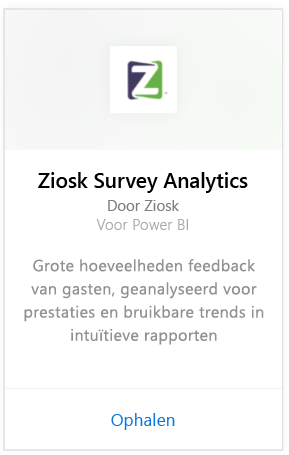 Z
Ziosk Survey Analytics
Door Ziosk
Voor Power BI
Grote hoeveelheden feedback
van gasten, geanalyseerd voor
prestaties en bruikbare trends in
intuïtieve rapporten
Ophalen